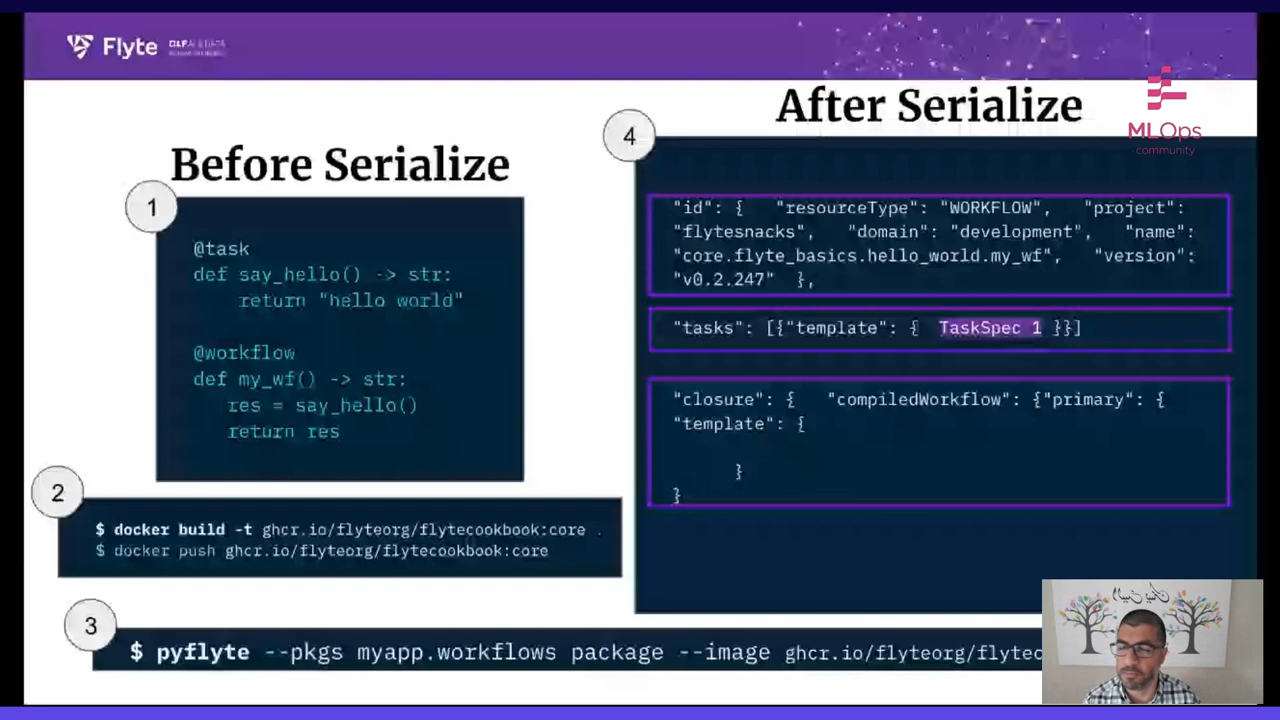 Flyte
MLOps
community
Before Serialize
After Serialize
1
@task
def say_hello() -> str:
return "hello world"
@workflow
def my_wf() -> str:
res = say_hello()
return res
2
$ docker build -t ghcr.io/flyteorg/flytecookbook:core .
$ docker push ghcr.io/flyteorg/flytecookbook:core
3
$ pyflyte --pkgs myapp.workflows package --image ghcr.io/flyteorg/flytec
4
"id": { "resourceType": "WORKFLOW", "project":
"flytesnacks", "domain": "development", "name":
"core.flyte_basics.hello_world.my_wf", "version":
"v0.2.247" },
"tasks": [{"template": { TaskSpec 1 }}]
"closure": { "compiledWorkflow": {"primary": {
"template": {
}
}